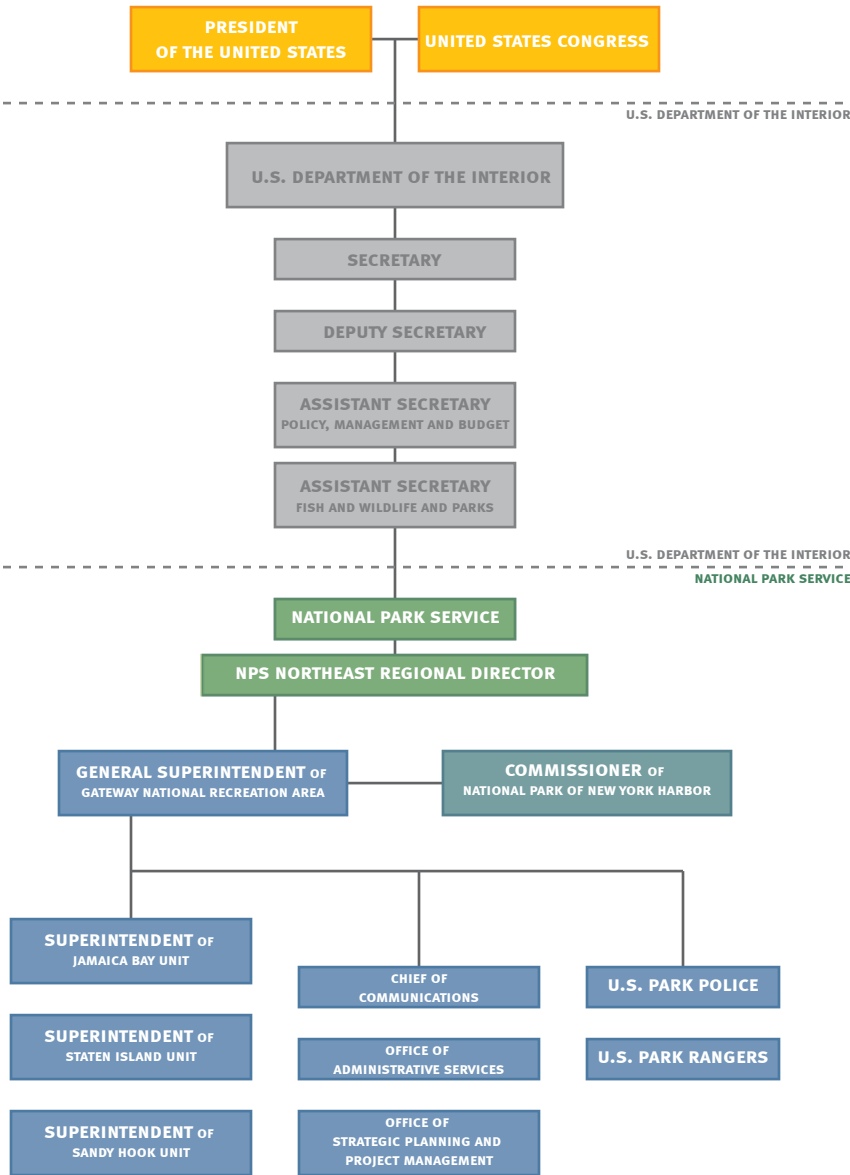 PRESIDENT
OF THE UNITED STATES
UNITED STATES CONGRESS
U.S. DEPARTMENT OF THE INTERIOR
U.S. DEPARTMENT OF THE INTERIOR
SECRETARY
DEPUTY SECRETARY
ASSISTANT SECRETARY
POLICY, MANAGEMENT AND BUDGET
ASSISTANT SECRETARY
FISH AND WILDLIFE AND PARKS
U.S. DEPARTMENT OF THE INTERIOR
NATIONAL PARK SERVICE
NATIONAL PARK SERVICE
NPS NORTHEAST REGIONAL DIRECTOR
GENERAL SUPERINTENDENT OF
GATEWAY NATIONAL RECREATION AREA
COMMISSIONER OF
NATIONAL PARK OF NEW YORK HARBOR
SUPERINTENDENT OF
JAMAICA BAY UNIT
SUPERINTENDENT OF
STATEN ISLAND UNIT
SUPERINTENDENT OF
SANDY HOOK UNIT
CHIEF OF
COMMUNICATIONS
OFFICE OF
ADMINISTRATIVE SERVICES
OFFICE OF
STRATEGIC PLANNING AND
PROJECT MANAGEMENT
U.S. PARK POLICE
U.S. PARK RANGERS